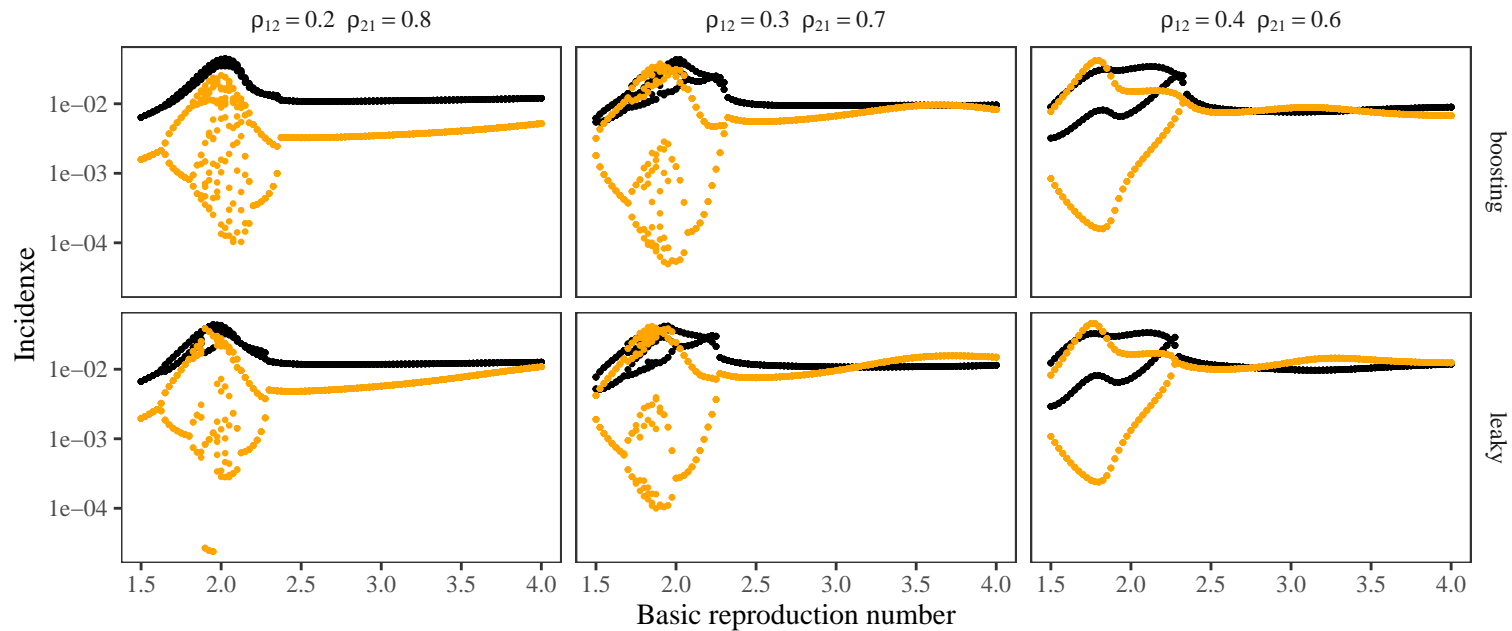 ρ12 = 0.2 ρ21 = 0.8
ρ12 = 0.3 ρ21 = 0.7
ρ12 = 0.4 ρ21 = 0.6
1e−02
1e−03
1e−04
boosting
Incidenxe
1e−02
1e−03
1e−04
leaky
1.5 2.0 2.5 3.0 3.5 4.0
1.5 2.0 2.5 3.0 3.5 4.0
1.5 2.0 2.5 3.0 3.5 4.0
Basic reproduction number